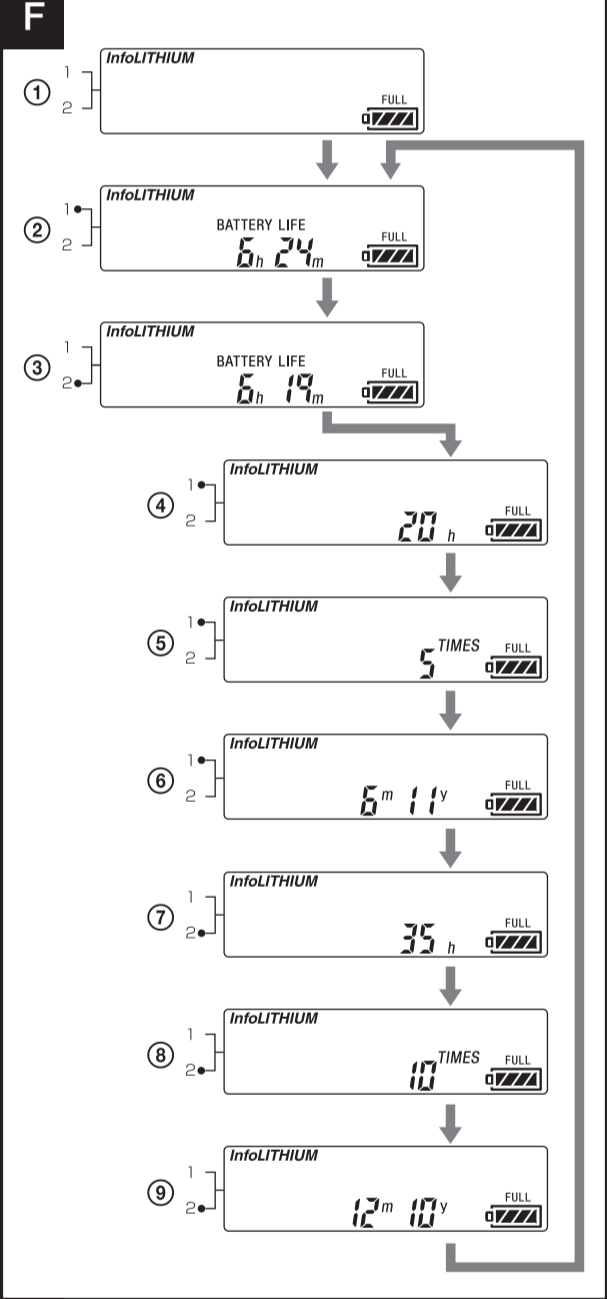 F
InfoLITHIUM
① 1 2 FULL
InfoLITHIUM
② 1 2 BATTERY LIFE FULL
6h 24m
InfoLITHIUM
③ 1 2 BATTERY LIFE FULL
6h 19m
InfoLITHIUM
④ 1 2 FULL
20 h
InfoLITHIUM
⑤ 1 2 FULL
5 TIMES
InfoLITHIUM
⑥ 1 2 FULL
6m 11y
InfoLITHIUM
⑦ 1 2 FULL
35 h
InfoLITHIUM
⑧ 1 2 FULL
10 TIMES
InfoLITHIUM
⑨ 1 2 FULL
12m 10y